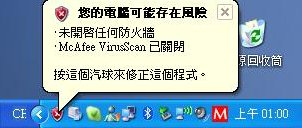 您的電腦可能存在風險
·未開啟任何防火牆
·McAfee VirusScan 已關閉
按這個汽球來修正這個程式。
資源回收筒
CH
M
上午 01:00